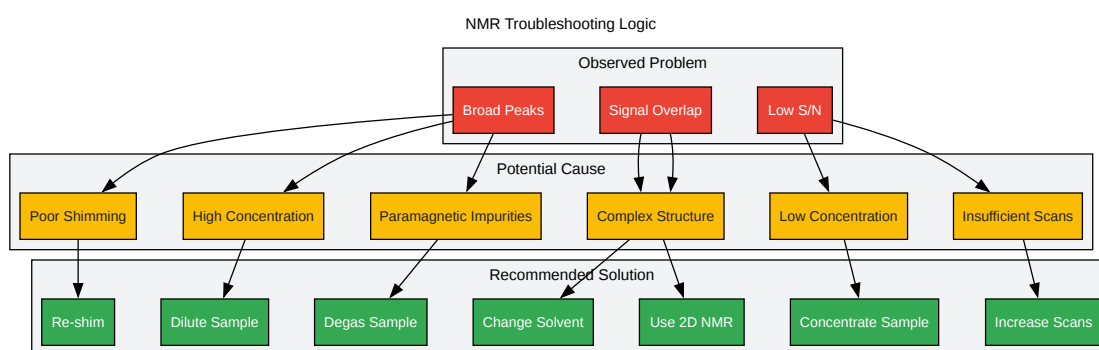 NMR Troubleshooting Logic
Observed Problem
Broad Peaks
Signal Overlap
Low S/N
Potential Cause
Poor Shimming
High Concentration
Paramagnetic Impurities
Complex Structure
Low Concentration
Insufficient Scans
Recommended Solution
Re-shim
Dilute Sample
Degas Sample
Change Solvent
Use 2D NMR
Concentrate Sample
Increase Scans